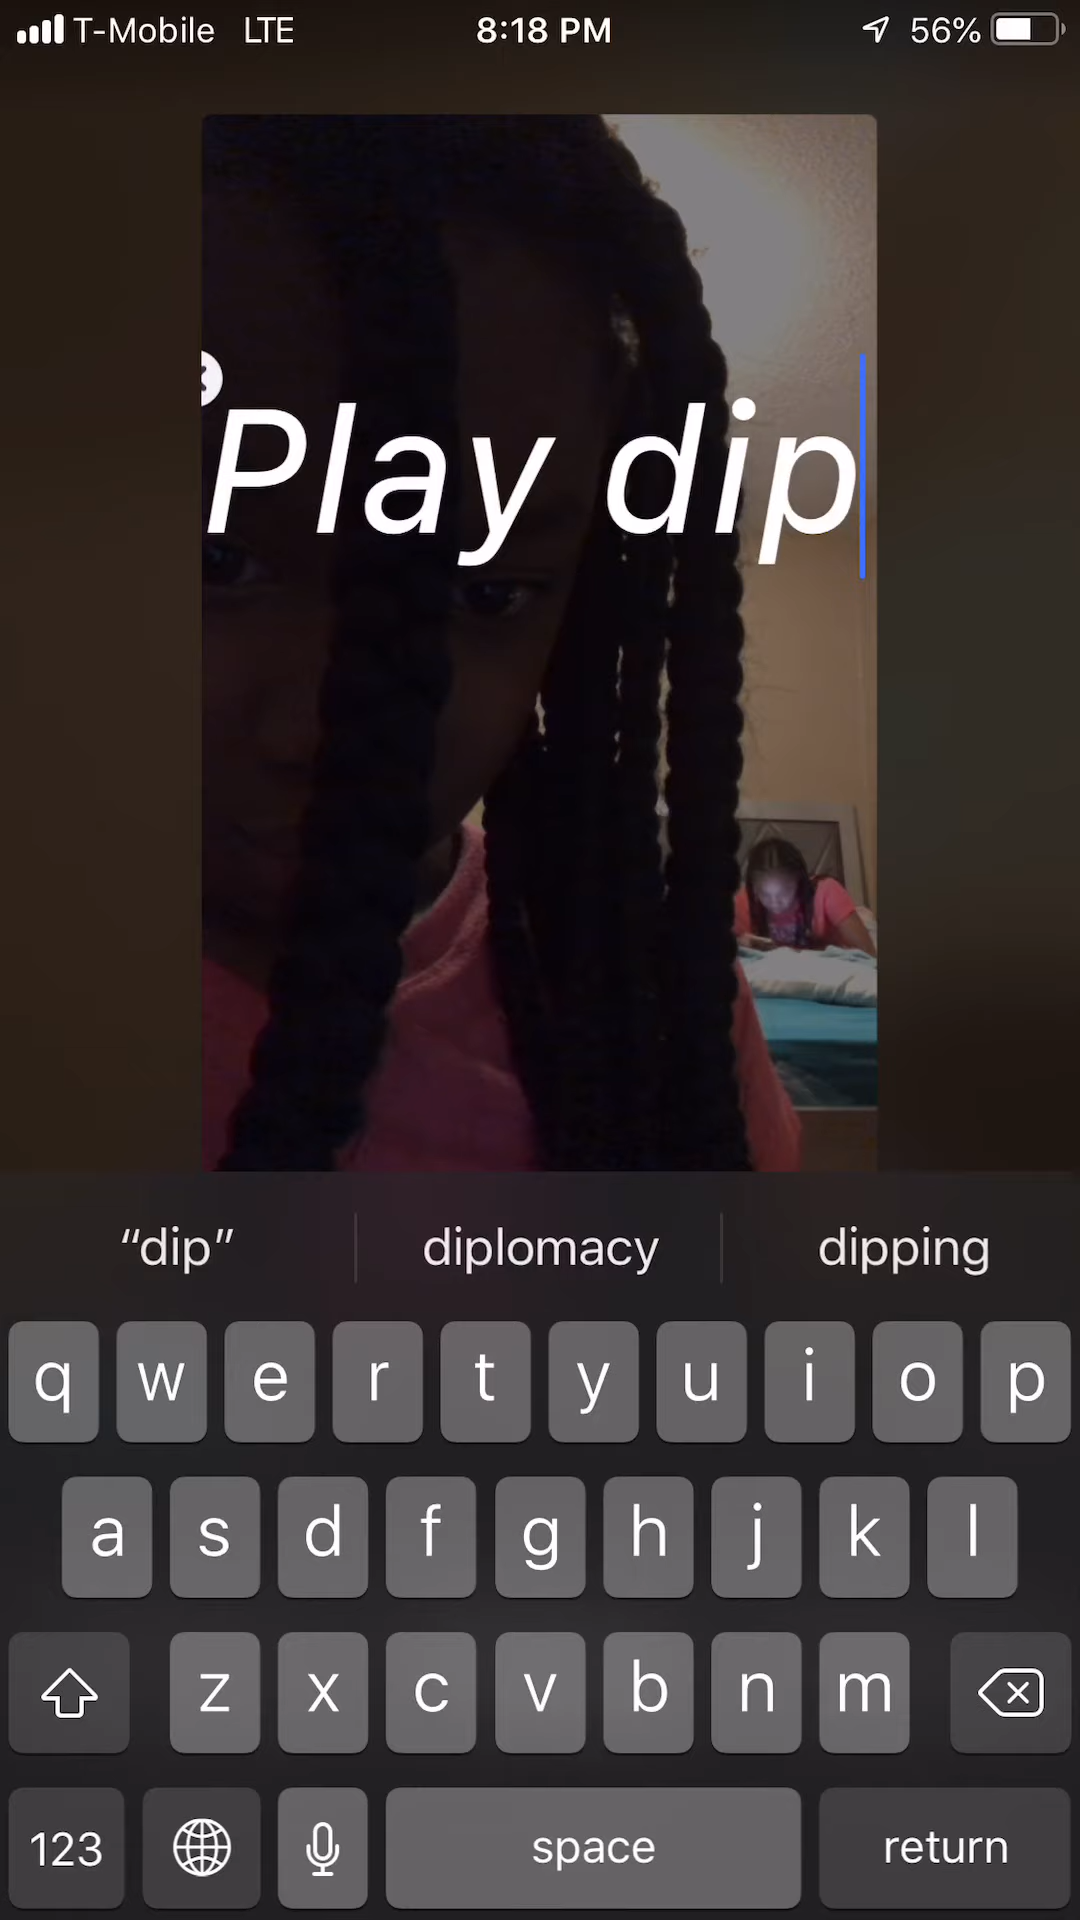 T-Mobile LTE 8:18 PM 56%
Play dip
“dip” diplomacy dipping
q w e r t y u i o p
a s d f g h j k l
z x c v b n m
123 space return